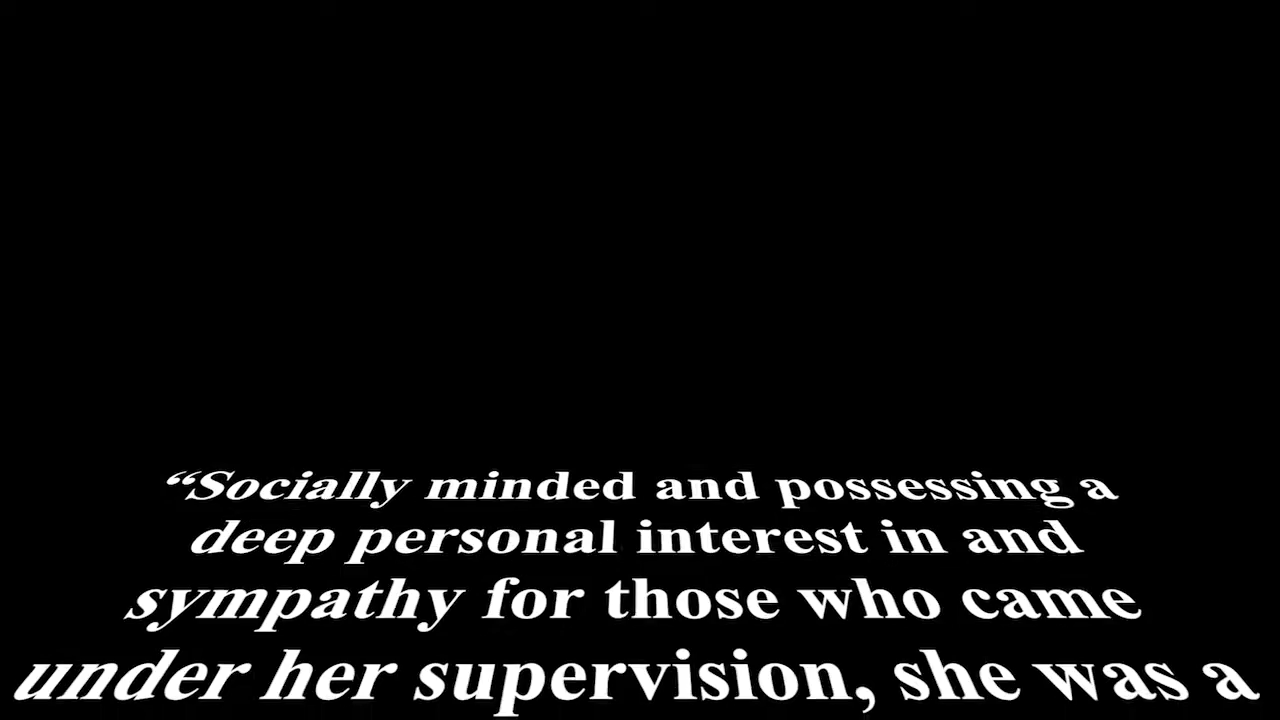 “Socially minded and possessing a
deep personal interest in and
sympathy for those who came
under her supervision, she was a